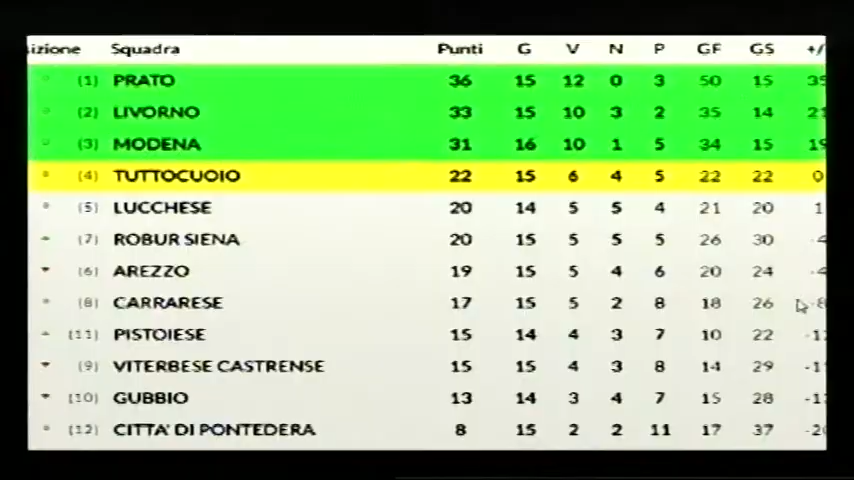 izione Squadra Punti G V N P GF GS +/
(1) PRATO 36 15 12 0 3 50 15 35
(2) LIVORNO 33 15 10 3 2 35 14 21
(3) MODENA 31 16 10 1 5 34 15 19
(4) TUTTOCUOIO 22 15 6 4 5 22 22 0
(5) LUCCHESE 20 14 5 5 4 21 20 1
(7) ROBUR SIENA 20 15 5 5 5 26 30 -4
(6) AREZZO 19 15 5 4 6 20 24 -4
(8) CARRARESE 17 15 5 2 8 18 26 -8
(11) PISTOIESE 15 14 4 3 7 10 22
(9) VITERBESE CASTRENSE 15 15 4 3 8 14 29
(10) GUBBIO 13 14 3 4 7 15 28
(12) CITTA' DI PONTEDERA 8 15 2 2 11 17 37